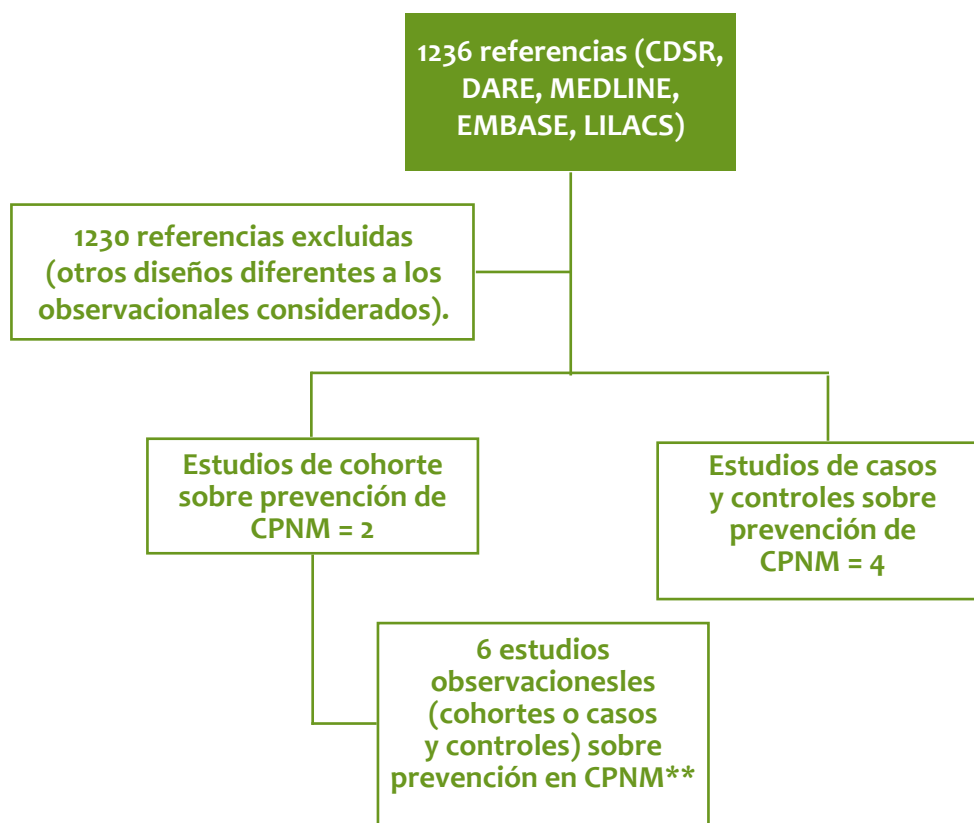 1236 referencias (CDSR,
DARE, MEDLINE,
EMBASE, LILACS)
1230 referencias excluidas
(otros diseños diferentes a los
observacionales considerados).
Estudios de cohorte
sobre prevención de
CPNM = 2
Estudios de casos
y controles sobre
prevención de
CPNM = 4
6 estudios
observacionesles
(cohortes o casos
y controles) sobre
prevención en CPNM**